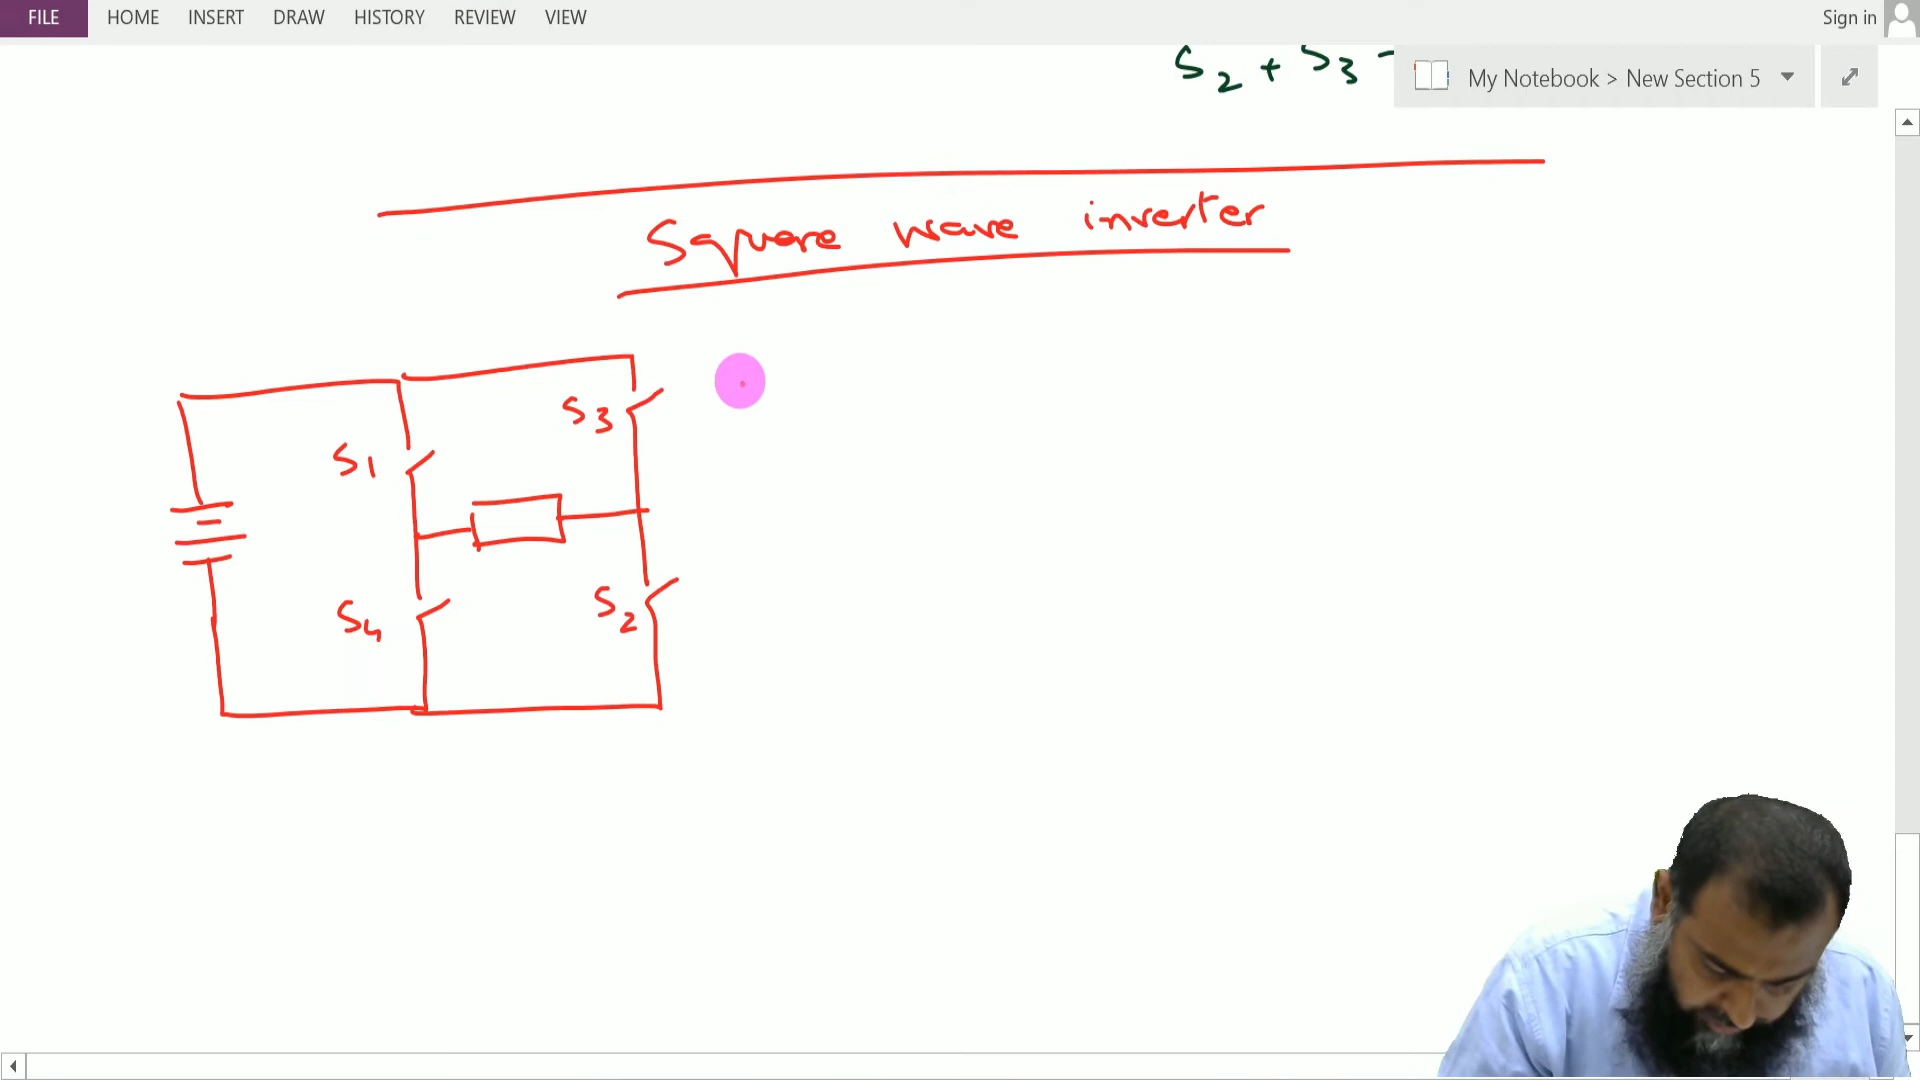 FILE HOME INSERT DRAW HISTORY REVIEW VIEW Sign in
S2 + S3 -
My Notebook > New Section 5
Square wave inverter
S3
S1
S4
S2